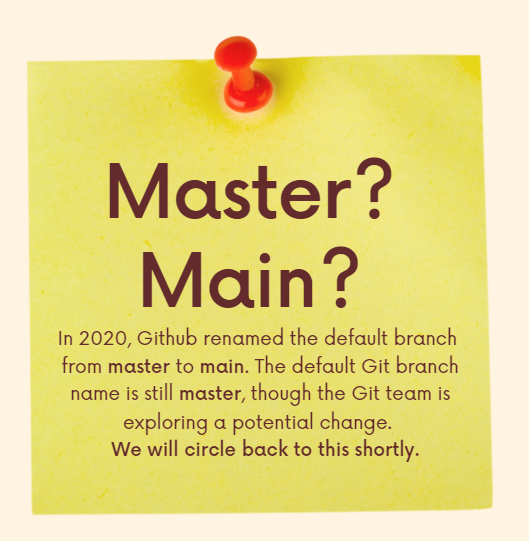 Master?
Main?
In 2020, Github renamed the default branch
from master to main. The default Git branch
name is still master, though the Git team is
exploring a potential change.
We will circle back to this shortly.